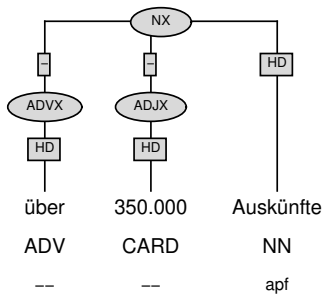 NX
– – HD
ADVX ADJX
HD HD
über 350.000 Auskünfte
ADV CARD NN
-- -- apf